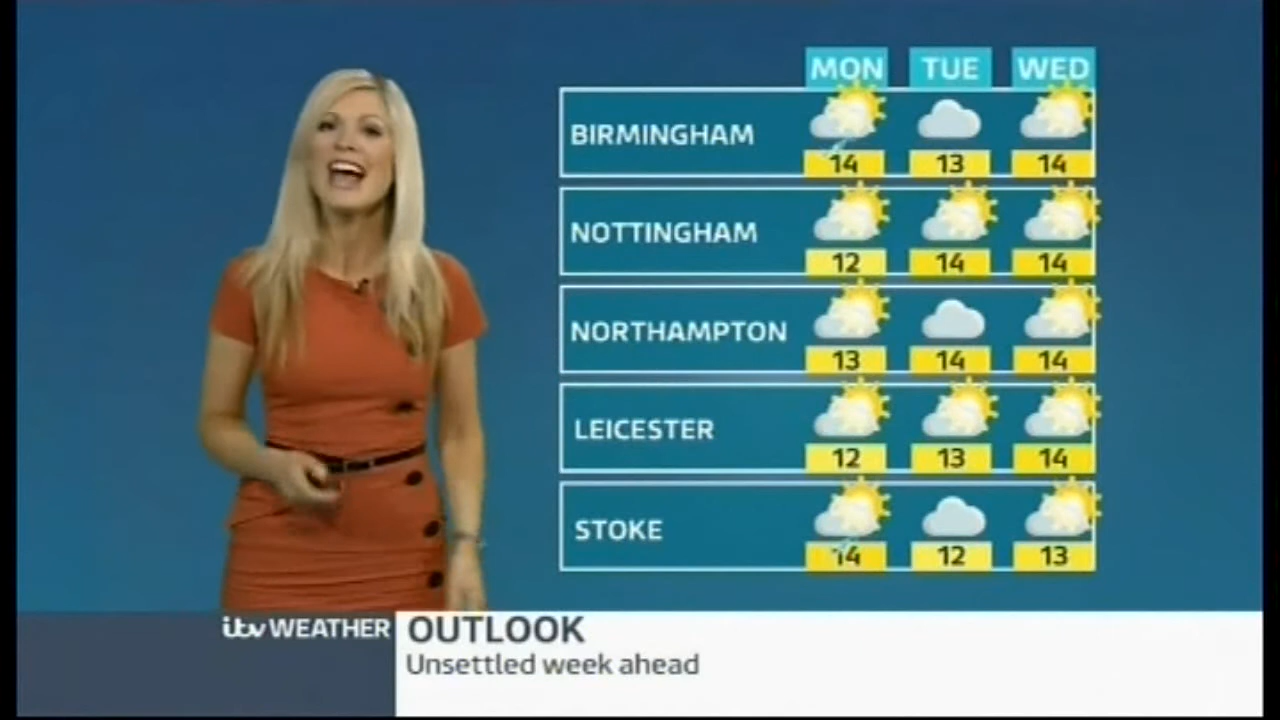 MON TUE WED
BIRMINGHAM
14 13 14
NOTTINGHAM
12 14 14
NORTHAMPTON
13 14 14
LEICESTER
12 13 14
STOKE
14 12 13
itv WEATHER
OUTLOOK
Unsettled week ahead